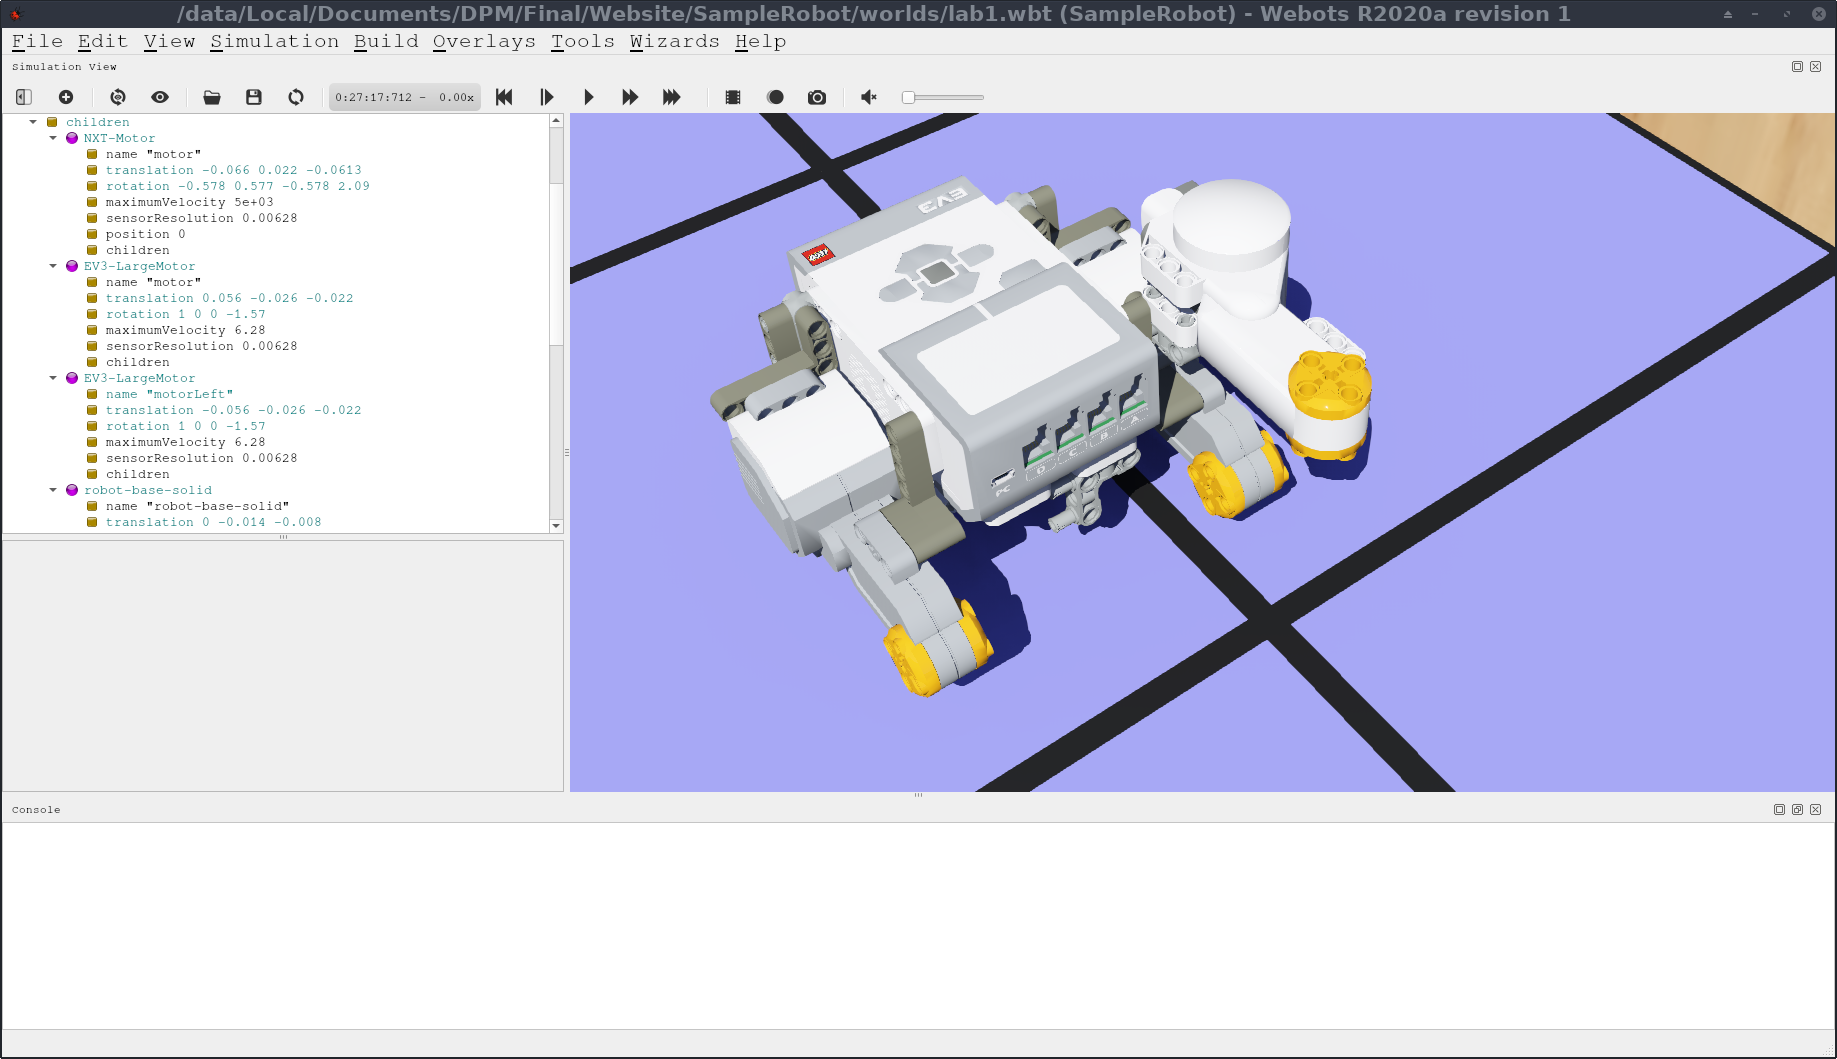 /data/Local/Documents/DPM/Final/Website/SampleRobot/worlds/lab1.wbt (SampleRobot) - Webots R2020a revision 1
File Edit View Simulation Build Overlays Tools Wizards Help
Simulation View
0:27:17:712 - 0.00x
children
NXT-Motor
name "motor"
translation -0.066 0.022 -0.0613
rotation -0.578 0.577 -0.578 2.09
maximumVelocity 5e+03
sensorResolution 0.00628
position 0
children
EV3-LargeMotor
name "motor"
translation 0.056 -0.026 -0.022
rotation 1 0 0 -1.57
maximumVelocity 6.28
sensorResolution 0.00628
children
EV3-LargeMotor
name "motorLeft"
translation -0.056 -0.026 -0.022
rotation 1 0 0 -1.57
maximumVelocity 6.28
sensorResolution 0.00628
children
robot-base-solid
name "robot-base-solid"
translation 0 -0.014 -0.008
EV3
LEGO
D C B A
PC
Console